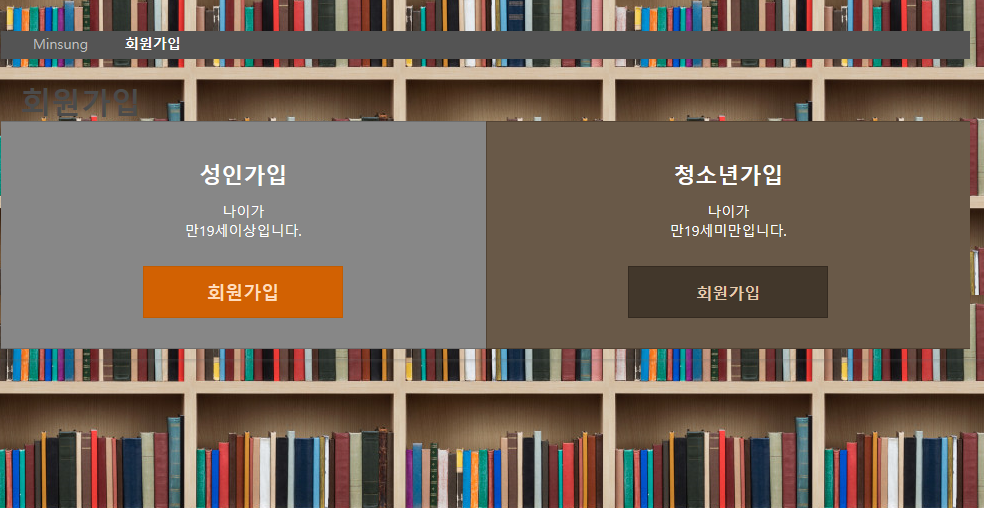 Minsung 회원가입
회원가입
성인가입
나이가
만19세이상입니다.
회원가입
청소년가입
나이가
만19세미만입니다.
회원가입